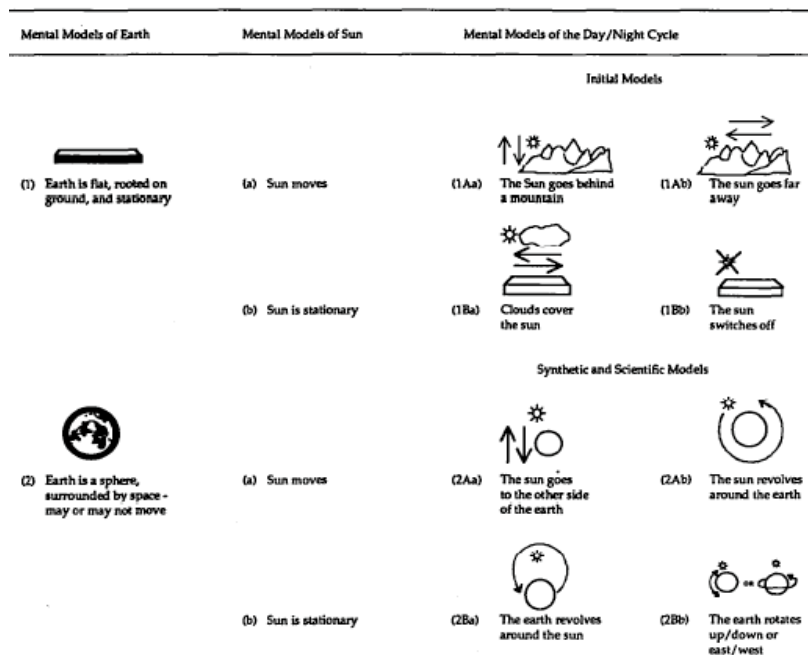 Mental Models of Earth
Mental Models of Sun
Mental Models of the Day/Night Cycle
Initial Models
(1) Earth is flat, rooted on
ground, and stationary
(a) Sun moves
(1Aa) The Sun goes behind
a mountain
(1Ab) The sun goes far
away
(b) Sun is stationary
(1Ba) Clouds cover
the sun
(1Bb) The sun
switches off
Synthetic and Scientific Models
(2) Earth is a sphere,
surrounded by space -
may or may not move
(a) Sun moves
(2Aa) The sun goes
to the other side
of the earth
(2Ab) The sun revolves
around the earth
(b) Sun is stationary
(2Ba) The earth revolves
around the sun
OR
(2Bb) The earth rotates
up/down or
east/west